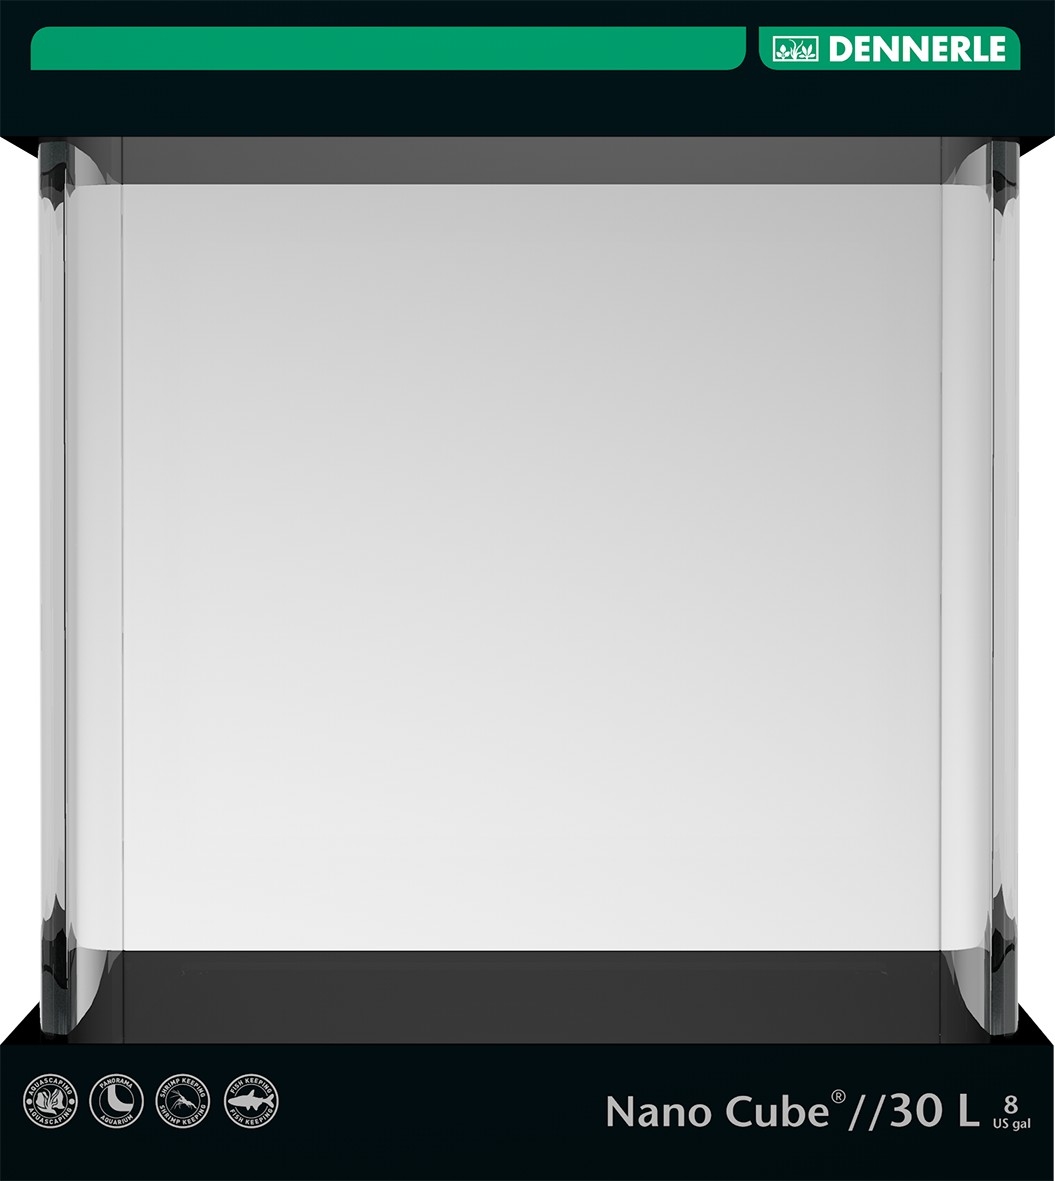 DENNERLE
AQUASCAPING AQUASCAPING
PANORAMA AQUARIUM
SHRIMP KEEPING SHRIMP KEEPING
FISH KEEPING FISH KEEPING
Nano Cube® //30 L 8 US gal